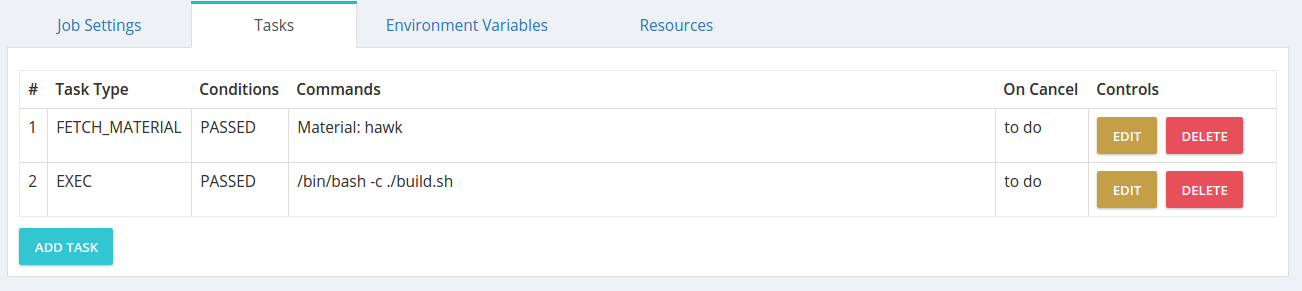 Job Settings Tasks Environment Variables Resources
# Task Type Conditions Commands On Cancel Controls
1 FETCH_MATERIAL PASSED Material: hawk to do EDIT DELETE
2 EXEC PASSED /bin/bash -c ./build.sh to do EDIT DELETE
ADD TASK